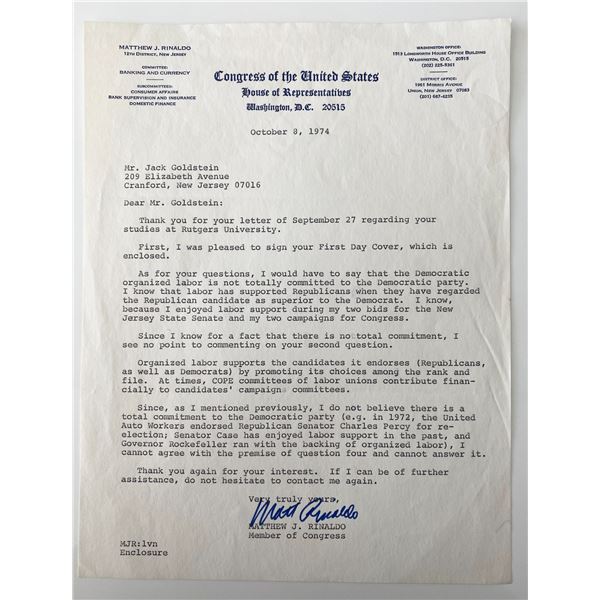 MATTHEW J. RINALDO
12TH DISTRICT, NEW JERSEY
COMMITTEE:
BANKING AND CURRENCY
SUBCOMMITTEES:
CONSUMER AFFAIRS
BANK SUPERVISION AND INSURANCE
DOMESTIC FINANCE
WASHINGTON OFFICE:
1513 LONGWORTH HOUSE OFFICE BUILDING
WASHINGTON, D.C. 20515
(202) 225-5361
DISTRICT OFFICE:
1961 MORRIS AVENUE
UNION, NEW JERSEY 07083
(201) 687-4235
Congress of the United States
House of Representatives
Washington, D.C. 20515
October 8, 1974
Mr. Jack Goldstein
209 Elizabeth Avenue
Cranford, New Jersey 07016
Dear Mr. Goldstein:
Thank you for your letter of September 27 regarding your
studies at Rutgers University.
First, I was pleased to sign your First Day Cover, which is
enclosed.
As for your questions, I would have to say that the Democratic
organized labor is not totally committed to the Democratic party.
I know that labor has supported Republicans when they have regarded
the Republican candidate as superior to the Democrat. I know,
because I enjoyed labor support during my two bids for the New
Jersey State Senate and my two campaigns for Congress.
Since I know for a fact that there is no total commitment, I
see no point to commenting on your second question.
Organized labor supports the candidates it endorses (Republicans,
as well as Democrats) by promoting its choices among the rank and
file. At times, COPE committees of labor unions contribute finan-
cially to candidates' campaign committees.
Since, as I mentioned previously, I do not believe there is a
total commitment to the Democratic party (e.g. in 1972, the United
Auto Workers endorsed Republican Senator Charles Percy for re-
election; Senator Case has enjoyed labor support in the past, and
Governor Rockefeller ran with the backing of organized labor), I
cannot agree with the premise of question four and cannot answer it.
Thank you again for your interest. If I can be of further
assistance, do not hesitate to contact me again.
Very truly yours,
Matt Rinaldo
MATTHEW J. RINALDO
Member of Congress
MJR:lvn
Enclosure